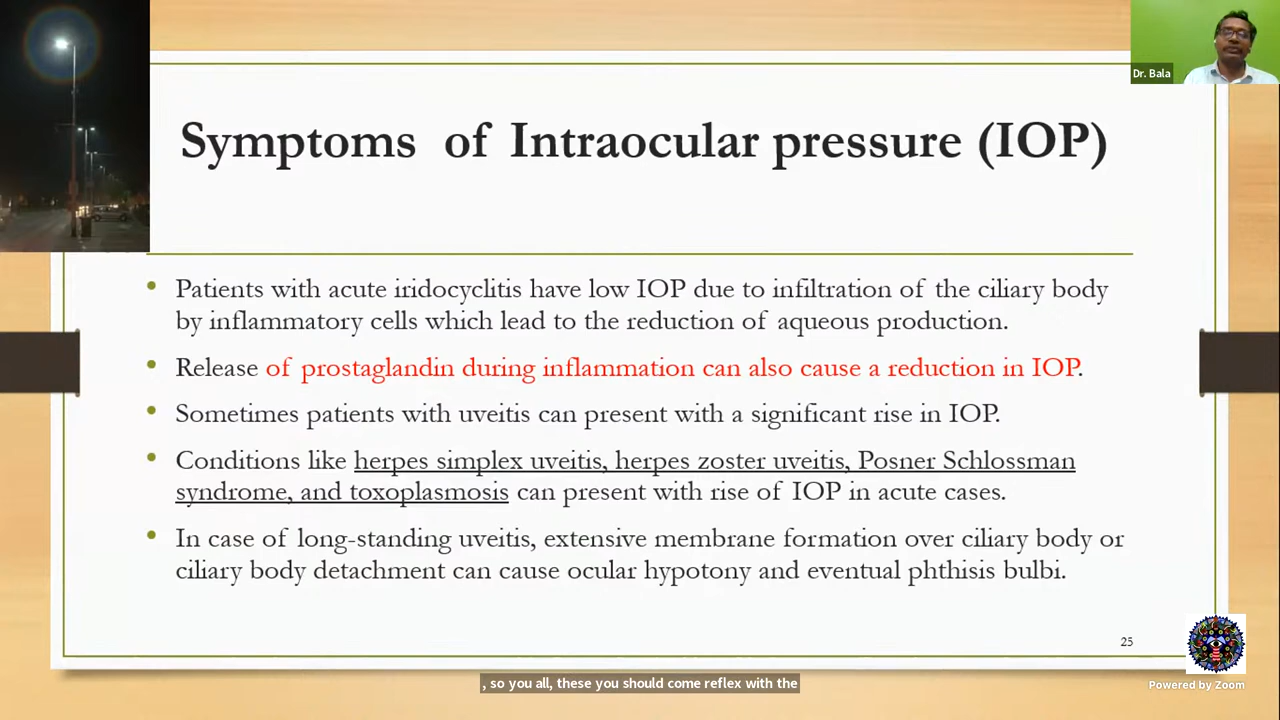 Dr. Bala
Symptoms of Intraocular pressure (IOP)
• Patients with acute iridocyclitis have low IOP due to infiltration of the ciliary body
by inflammatory cells which lead to the reduction of aqueous production.
• Release of prostaglandin during inflammation can also cause a reduction in IOP.
• Sometimes patients with uveitis can present with a significant rise in IOP.
• Conditions like herpes simplex uveitis, herpes zoster uveitis, Posner Schlossman
syndrome, and toxoplasmosis can present with rise of IOP in acute cases.
• In case of long-standing uveitis, extensive membrane formation over ciliary body or
ciliary body detachment can cause ocular hypotony and eventual phthisis bulbi.
25
, so you all, these you should come reflex with the
Powered by Zoom